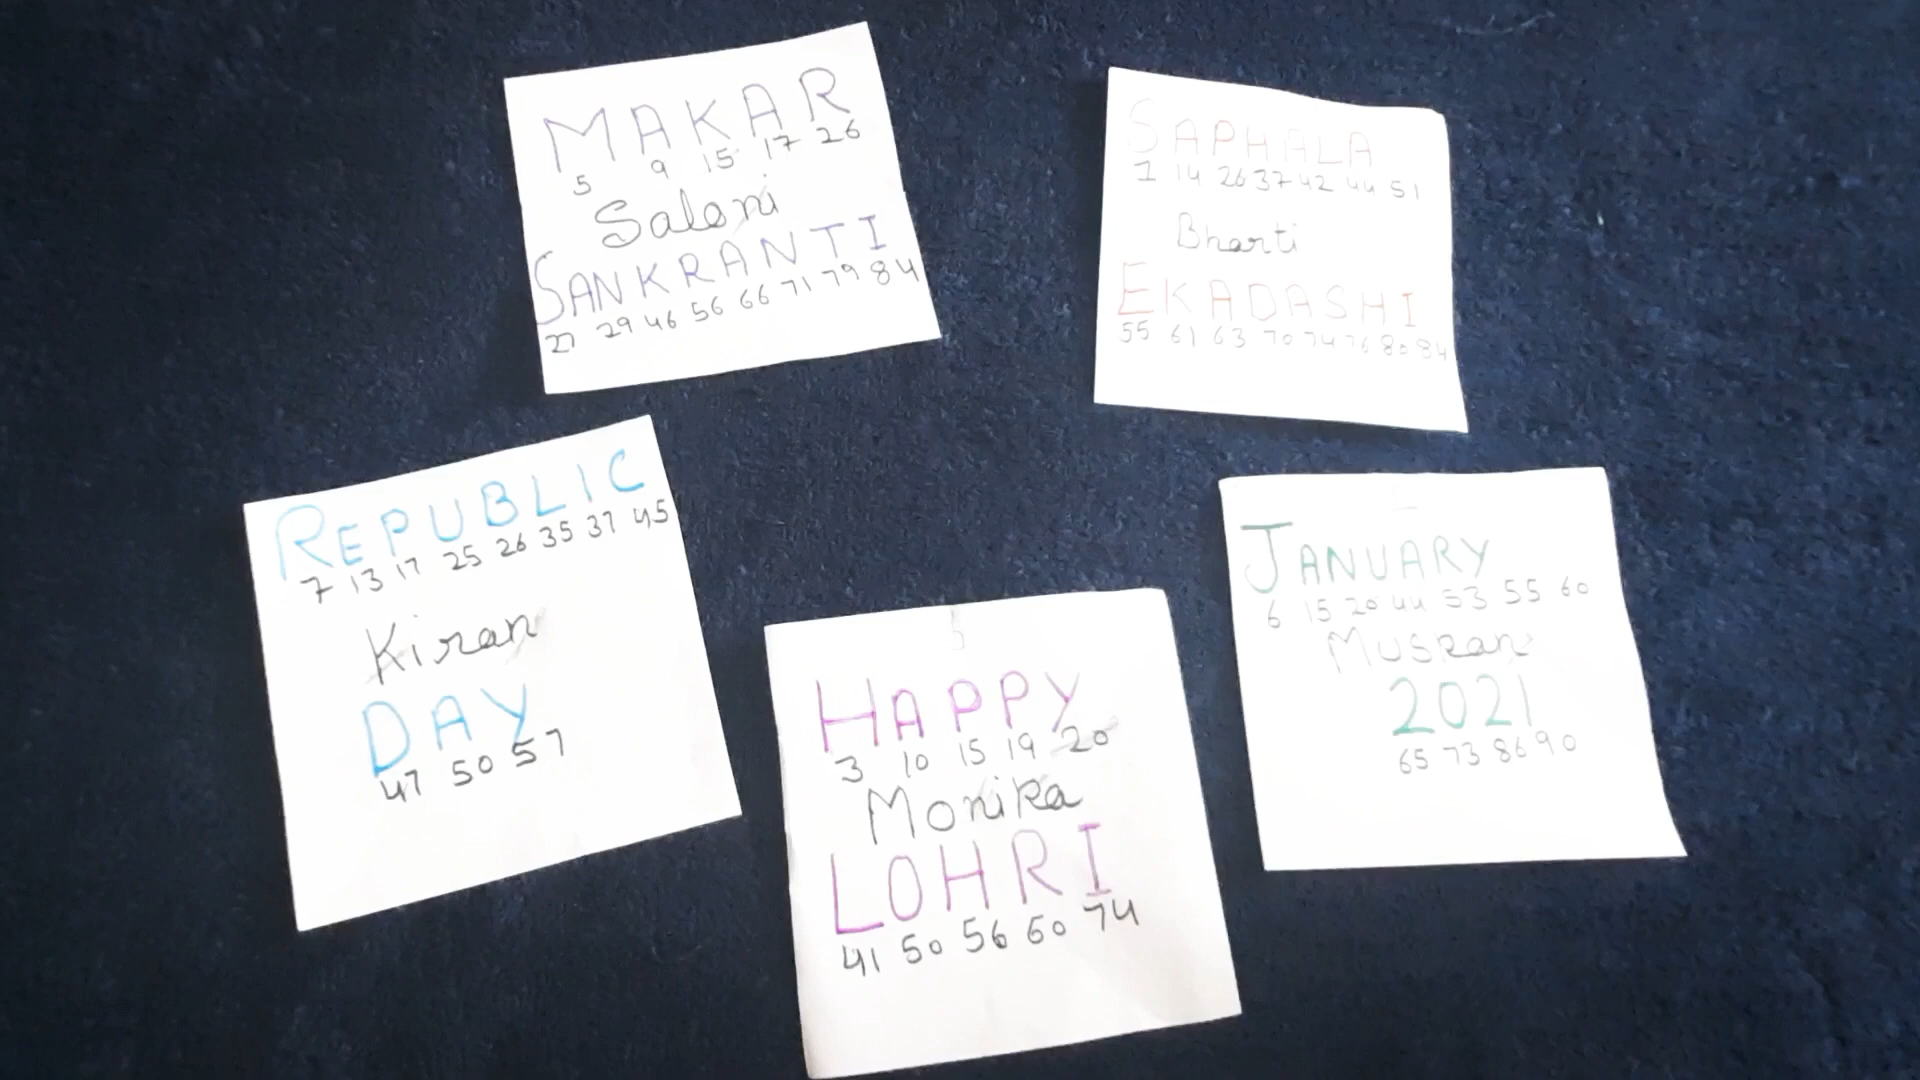 MAKAR
5 9 15 17 26
Saloni
SANKRANTI
27 29 46 56 66 71 79 84
SAPHALA
1 14 26 37 42 44 51
Bharti
EKADASHI
55 61 63 70 74 76 80 84
REPUBLIC
7 13 17 25 26 35 37 45
Kiran
DAY
47 50 57
HAPPY
3 10 15 19 20
Monika
LOHRI
41 50 56 60 74
JANUARY
6 15 20 44 53 55 60
Muskan
2021
65 73 86 90